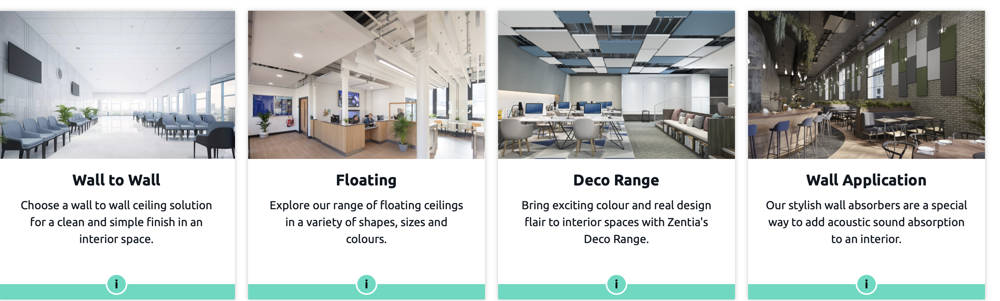 Wall to Wall
Choose a wall to wall ceiling solution
for a clean and simple finish in an
interior space.
i
Floating
Explore our range of floating ceilings
in a variety of shapes, sizes and
colours.
i
Deco Range
Bring exciting colour and real design
flair to interior spaces with Zentia's
Deco Range.
i
Wall Application
Our stylish wall absorbers are a special
way to add acoustic sound absorption
to an interior.
i